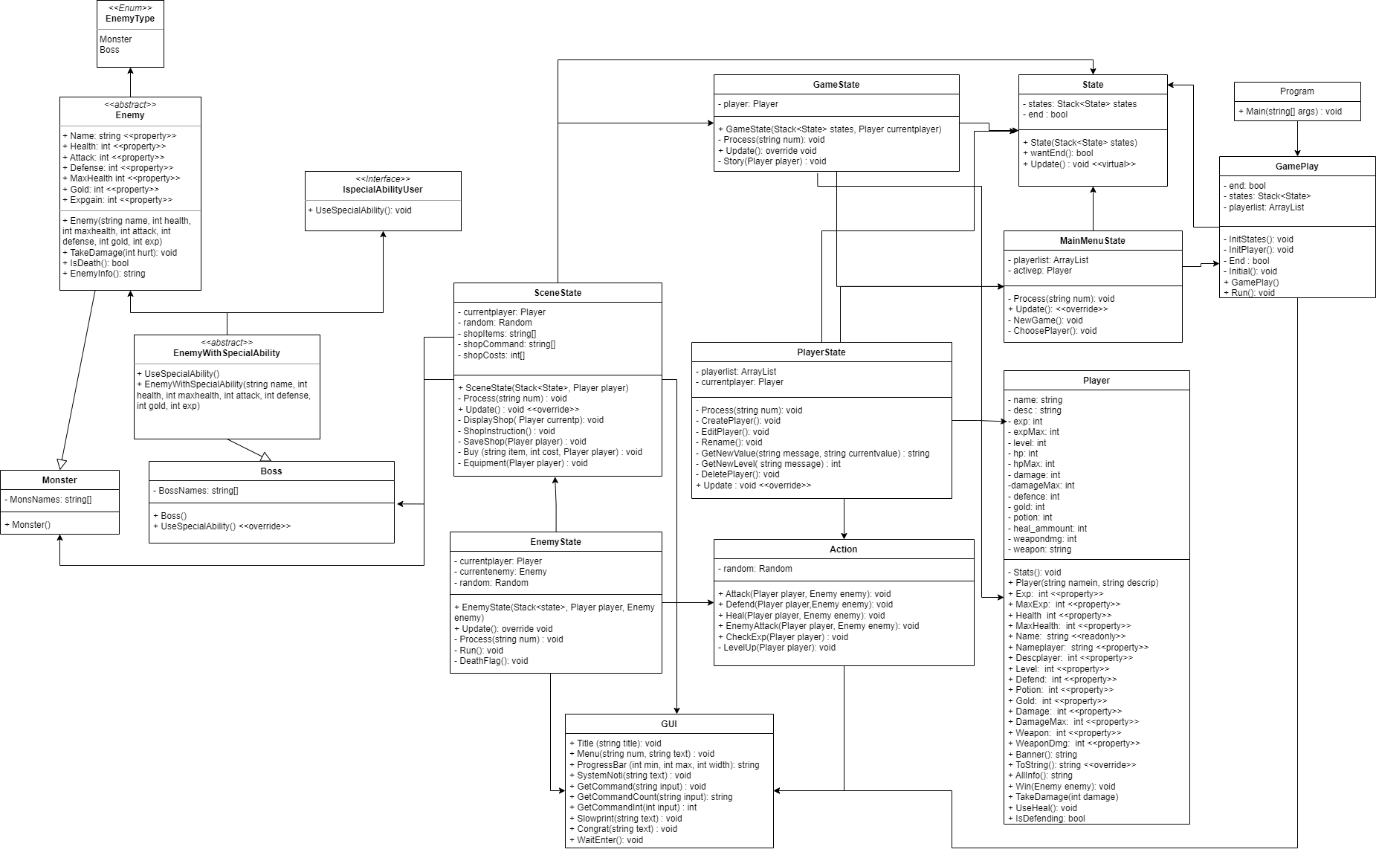 <<Enum>>
EnemyType
Monster
Boss
<<abstract>>
Enemy
+ Name: string <<property>>
+ Health: int <<property>>
+ Attack: int <<property>>
+ Defense: int <<property>>
+ MaxHealth int <<property>>
+ Gold: int <<property>>
+ Expgain: int <<property>>
+ Enemy(string name, int health,
int maxhealth, int attack, int
defense, int gold, int exp)
+ TakeDamage(int hurt): void
+ IsDeath(): bool
+ EnemyInfo(): string
<<Interface>>
IspecialAbilityUser
+ UseSpecialAbility(): void
<<abstract>>
EnemyWithSpecialAbility
+ UseSpecialAbility()
+ EnemyWithSpecialAbility(string name, int
health, int maxhealth, int attack, int defense,
int gold, int exp)
Monster
- MonsNames: string[]
+ Monster()
Boss
- BossNames: string[]
+ Boss()
+ UseSpecialAbility() <<override>>
SceneState
- currentplayer: Player
- random: Random
- shopItems: string[]
- shopCommand: string[]
- shopCosts: int[]
+ SceneState(Stack<State>, Player player)
- Process(string num) : void
+ Update() : void <<override>>
- DisplayShop( Player currentp): void
- ShopInstruction() : void
- SaveShop(Player player) : void
- Buy (string item, int cost, Player player) : void
- Equipment(Player player) : void
EnemyState
- currentplayer: Player
- currentenemy: Enemy
- random: Random
+ EnemyState(Stack<state>, Player player, Enemy
enemy)
+ Update(): override void
- Process(string num) : void
- Run(): void
- DeathFlag(): void
GUI
+ Title (string title): void
+ Menu(string num, string text) : void
+ ProgressBar (int min, int max, int width): string
+ SystemNoti(string text) : void
+ GetCommand(string input) : void
+ GetCommandCount(string input): string
+ GetCommandInt(int input) : int
+ Slowprint(string text) : void
+ Congrat(string text) : void
+ WaitEnter(): void
GameState
- player: Player
+ GameState(Stack<State> states, Player currentplayer)
- Process(string num): void
+ Update(): override void
- Story(Player player) : void
State
- states: Stack<State> states
- end : bool
+ State(Stack<State> states)
+ wantEnd(): bool
+ Update() : void <<virtual>>
Program
+ Main(string[] args) : void
GamePlay
- end: bool
- states: Stack<State>
- playerlist: ArrayList
- InitStates(): void
- InitPlayer(): void
- End : bool
- Initial(): void
+ GamePlay()
+ Run(): void
MainMenuState
- playerlist: ArrayList
- activep: Player
- Process(string num): void
+ Update(): <<override>>
- NewGame(): void
- ChoosePlayer(): void
PlayerState
- playerlist: ArrayList
- currentplayer: Player
- Process(string num): void
- CreatePlayer(): void
- EditPlayer(): void
- Rename(): void
- GetNewValue(string message, string currentvalue) : string
- GetNewLevel( string message) : int
- DeletePlayer(): void
+ Update : void <<override>>
Action
- random: Random
+ Attack(Player player, Enemy enemy): void
+ Defend(Player player,Enemy enemy): void
+ Heal(Player player, Enemy enemy): void
+ EnemyAttack(Player player, Enemy enemy): void
+ CheckExp(Player player) : void
- LevelUp(Player player): void
Player
- name: string
- desc : string
- exp: int
- expMax: int
- level: int
- hp: int
- hpMax: int
- damage: int
-damageMax: int
- defence: int
- gold: int
- potion: int
- heal_ammount: int
- weapondmg: int
- weapon: string
- Stats(): void
+ Player(string namein, string descrip)
+ Exp: int <<property>>
+ MaxExp: int <<property>>
+ Health int <<property>>
+ MaxHealth: int <<property>>
+ Name: string <<readonly>>
+ Nameplayer: string <<property>>
+ Descplayer: int <<property>>
+ Level: int <<property>>
+ Defend: int <<property>>
+ Potion: int <<property>>
+ Gold: int <<property>>
+ Damage: int <<property>>
+ DamageMax: int <<property>>
+ Weapon: int <<property>>
+ WeaponDmg: int <<property>>
+ Banner(): string
+ ToString(): string <<override>>
+ AllInfo(): string
+ Win(Enemy enemy): void
+ TakeDamage(int damage)
+ UseHeal(): void
+ IsDefending: bool